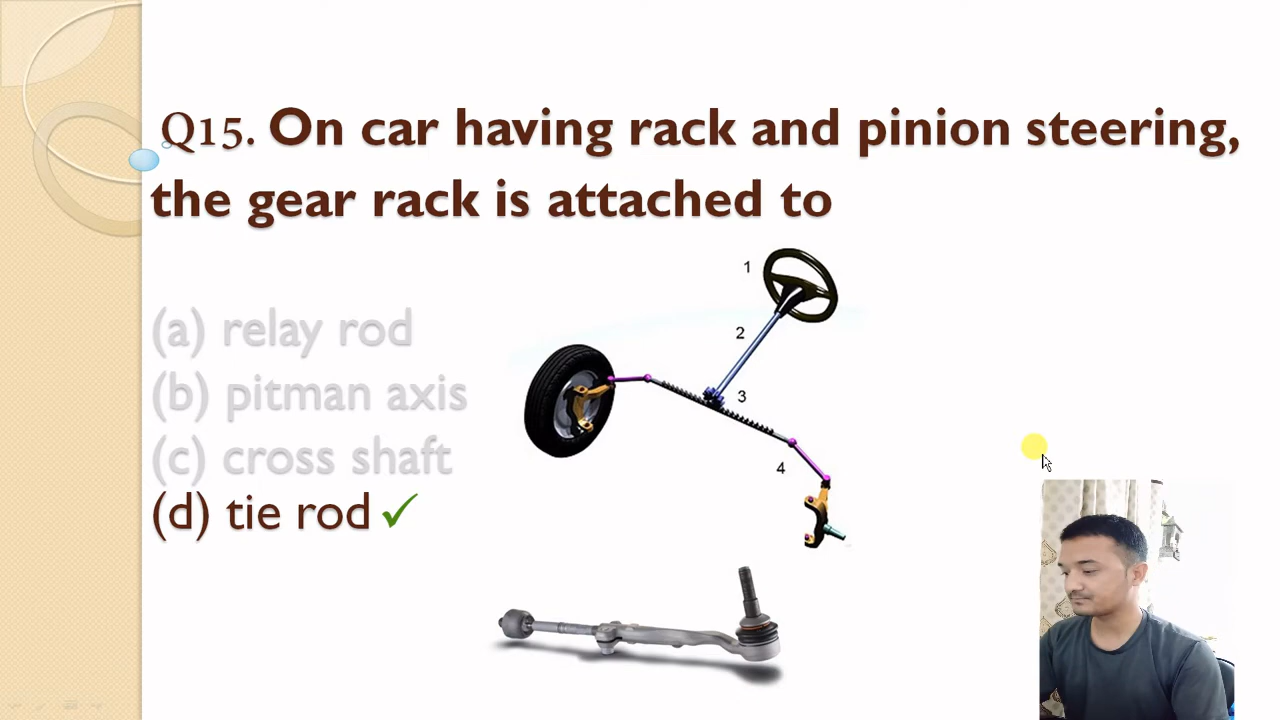 Q15. On car having rack and pinion steering,
the gear rack is attached to
(a) relay rod
(b) pitman axis
(c) cross shaft
(d) tie rod ✓
1
2
3
4